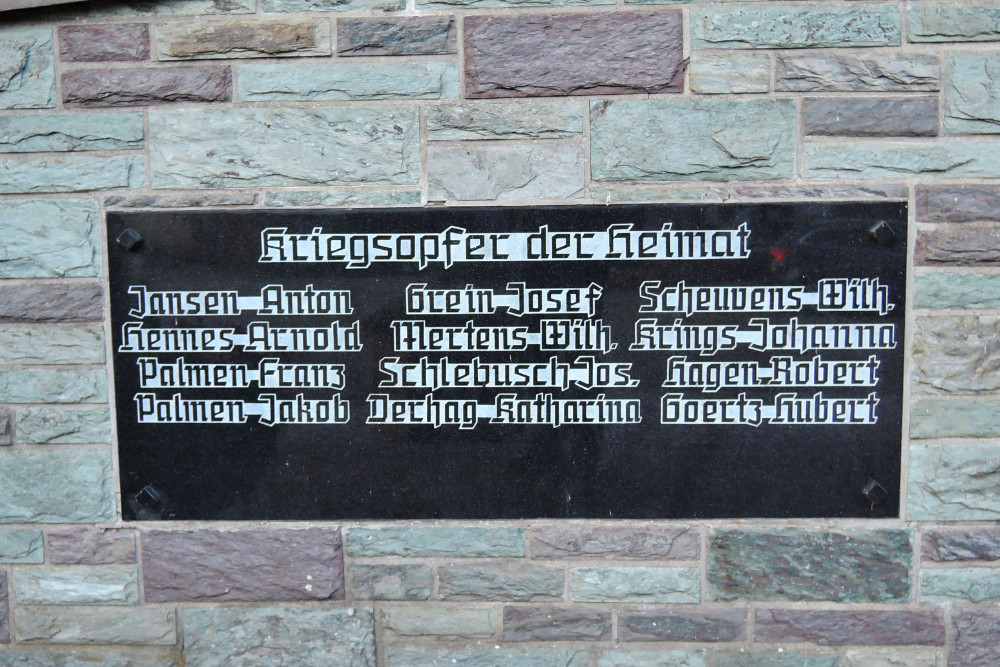 Kriegsopfer der Heimat
Jansen-Anton
Hennes-Arnold
Palmen-Franz
Palmen-Jakob
Grein-Josef
Mertens-Wilh.
Schlebusch-Jos.
Derhag-Katharina
Scheuvens-Wilh.
Krings-Johanna
Hagen-Robert
Goertz-Hubert